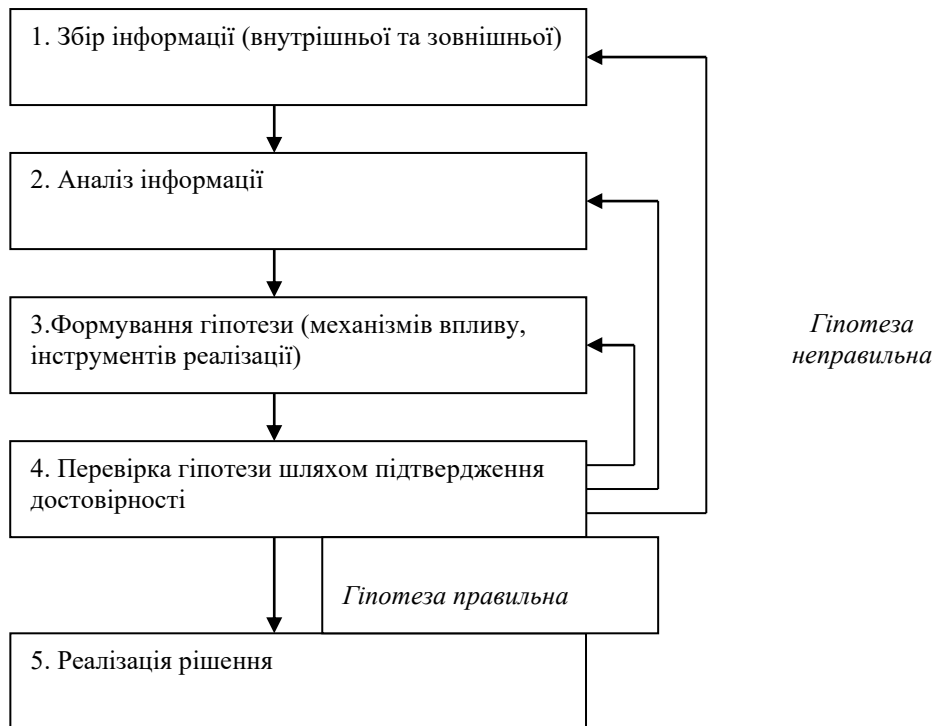 1. Збір інформації (внутрішньої та зовнішньої)
2. Аналіз інформації
3.Формування гіпотези (механізмів впливу,
інструментів реалізації)
Гіпотеза
неправильна
4. Перевірка гіпотези шляхом підтвердження
достовірності
Гіпотеза правильна
5. Реалізація рішення